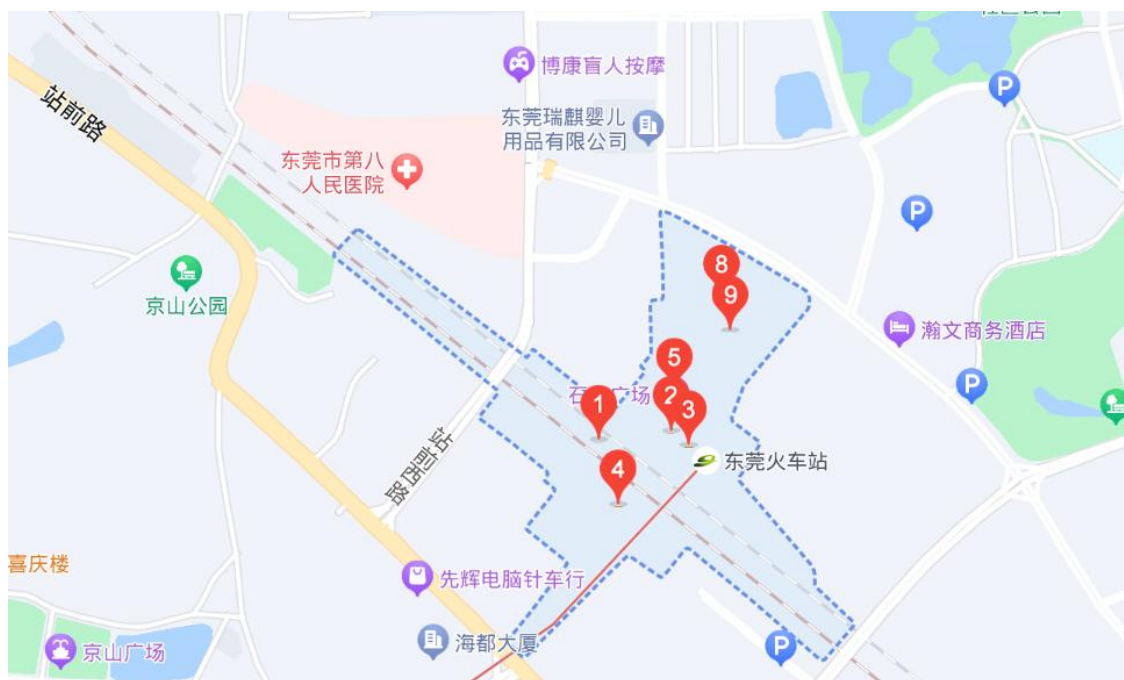 博康盲人按摩
站前路
东莞瑞麒婴儿
用品有限公司
P
东莞市第八
人民医院
P
8
京山公园
9
瀚文商务酒店
5
P
石
广场
1
2
3
站前西路
东莞火车站
4
喜庆楼
先辉电脑针车行
海都大厦
京山广场
P